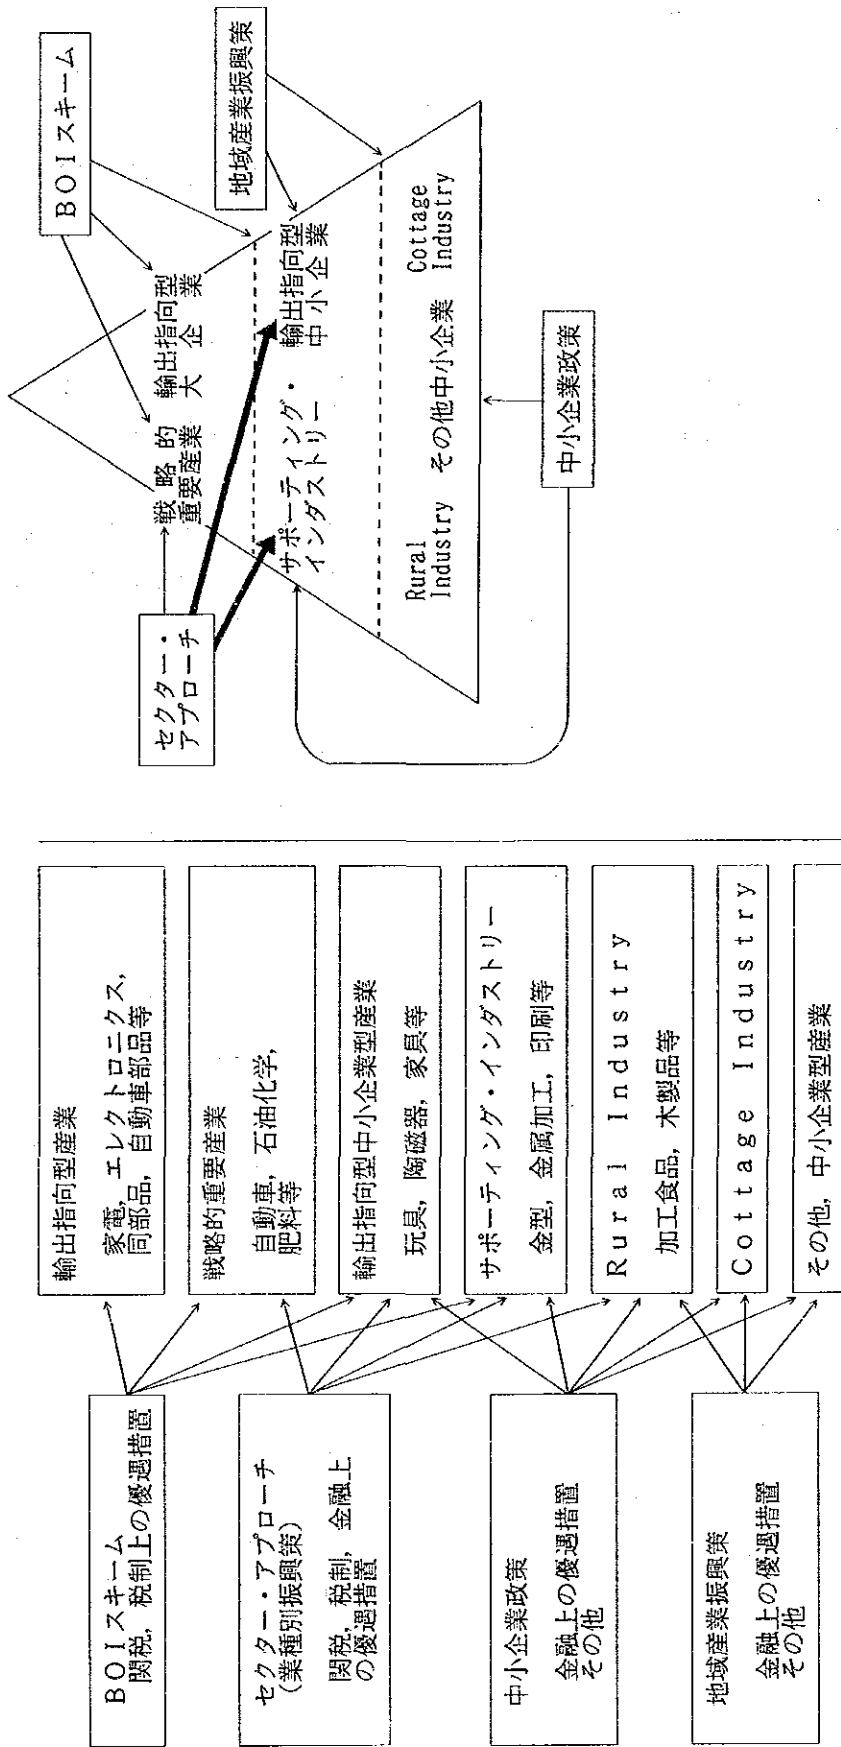 BOIスキーム
関税，税制上の優遇措置
セクター・アプローチ
(業種別振興策)
関税，税制，金融上
の優遇措置
中小企業政策
金融上の優遇措置
その他
地域産業振興策
金融上の優遇措置
その他
輸出指向型産業
家電，エレクトロニクス，
同部品，自動車部品等
戦略的重要産業
自動車，石油化学，
肥料等
輸出指向型中小企業型産業
玩具，陶磁器，家具等
サポーティング・インダストリー
金型，金属加工，印刷等
Rural Industry
加工食品，木製品等
Cottage Industry
その他，中小企業型産業
セクター・
アプローチ
BOIスキーム
地域産業振興策
戦略的
重要産業
輸出指向型
大企業
サポーティング・
インダストリー
輸出指向型
中小企業
Rural
Industry
その他中小企業
Cottage
Industry
中小企業政策